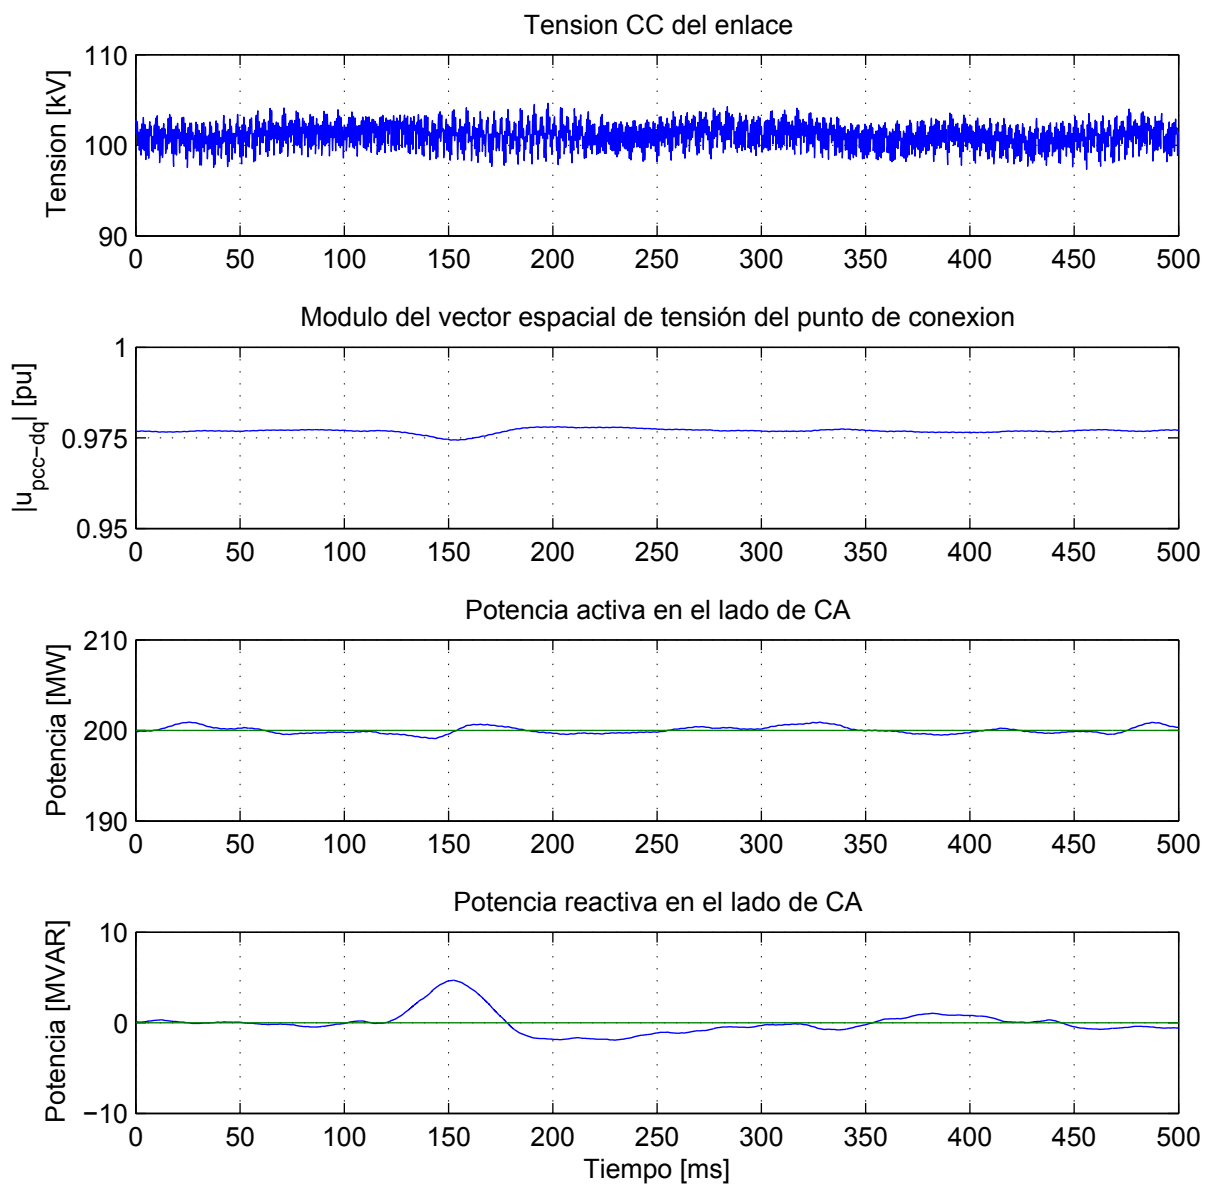 Tension CC del enlace
Tension [kV]
110
100
90
0 50 100 150 200 250 300 350 400 450 500
Modulo del vector espacial de tensión del punto de conexion
|u_pcc−dq| [pu]
1
0.975
0.95
0 50 100 150 200 250 300 350 400 450 500
Potencia activa en el lado de CA
Potencia [MW]
210
200
190
0 50 100 150 200 250 300 350 400 450 500
Potencia reactiva en el lado de CA
Potencia [MVAR]
10
0
−10
0 50 100 150 200 250 300 350 400 450 500
Tiempo [ms]